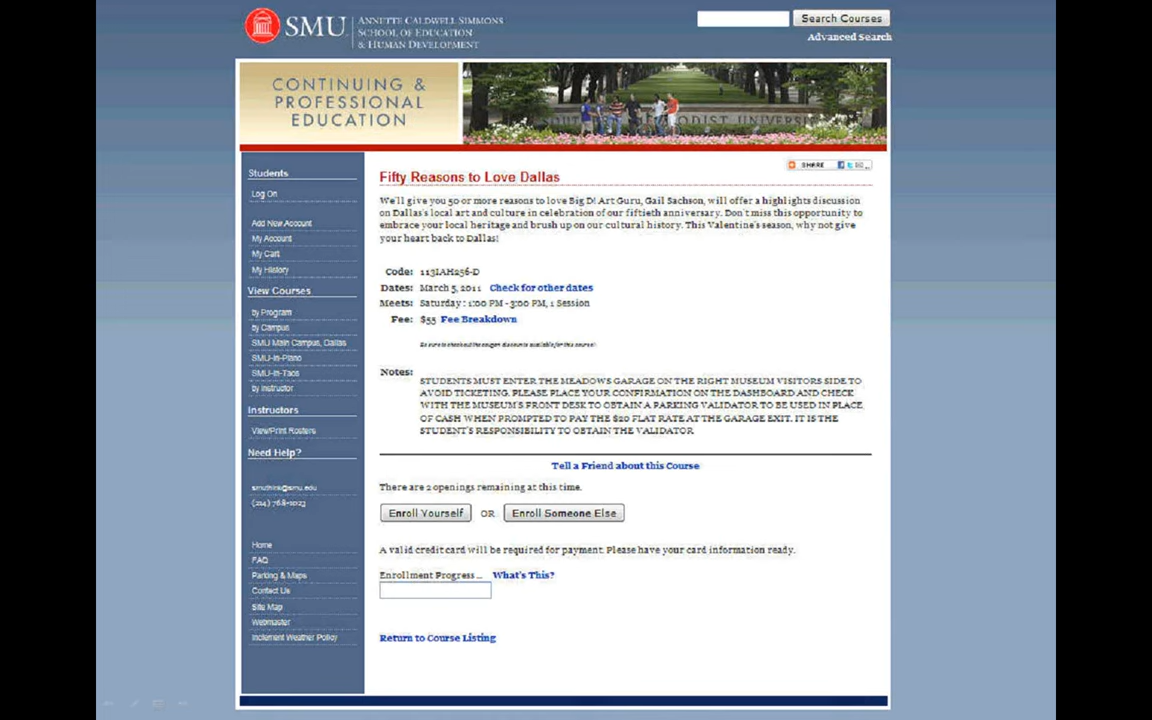 SMU
ANNETTE CALDWELL SIMMONS
SCHOOL OF EDUCATION
& HUMAN DEVELOPMENT
Search Courses
Advanced Search
CONTINUING &
PROFESSIONAL
EDUCATION
Students
Log On
Add New Account
My Account
My Cart
My History
View Courses
by Program
by Campus
SMU Main Campus, Dallas
SMU-in-Plano
SMU-in-Taos
by Instructor
Instructors
View/Print Rosters
Need Help?
smuthink@smu.edu
(214) 768-1023
Home
FAQ
Parking & Maps
Contact Us
Site Map
Webmaster
Inclement Weather Policy
SHARE
Fifty Reasons to Love Dallas
We'll give you 50 or more reasons to love Big D! Art Guru, Gail Sachson, will offer a highlights discussion
on Dallas's local art and culture in celebration of our fiftieth anniversary. Don't miss this opportunity to
embrace your local heritage and brush up on our cultural history. This Valentine's season, why not give
your heart back to Dallas!
Code: 113IAH256-D
Dates: March 5, 2011 Check for other dates
Meets: Saturday : 1:00 PM - 3:00 PM, 1 Session
Fee: $55 Fee Breakdown
Notes:
STUDENTS MUST ENTER THE MEADOWS GARAGE ON THE RIGHT MUSEUM VISITORS SIDE TO
AVOID TICKETING. PLEASE PLACE YOUR CONFIRMATION ON THE DASHBOARD AND CHECK
WITH THE MUSEUM'S FRONT DESK TO OBTAIN A PARKING VALIDATOR TO BE USED IN PLACE
OF CASH WHEN PROMPTED TO PAY THE $20 FLAT RATE AT THE GARAGE EXIT. IT IS THE
STUDENT'S RESPONSIBILITY TO OBTAIN THE VALIDATOR
Tell a Friend about this Course
There are 2 openings remaining at this time.
Enroll Yourself OR Enroll Someone Else
A valid credit card will be required for payment. Please have your card information ready.
Enrollment Progress... What's This?
Return to Course Listing